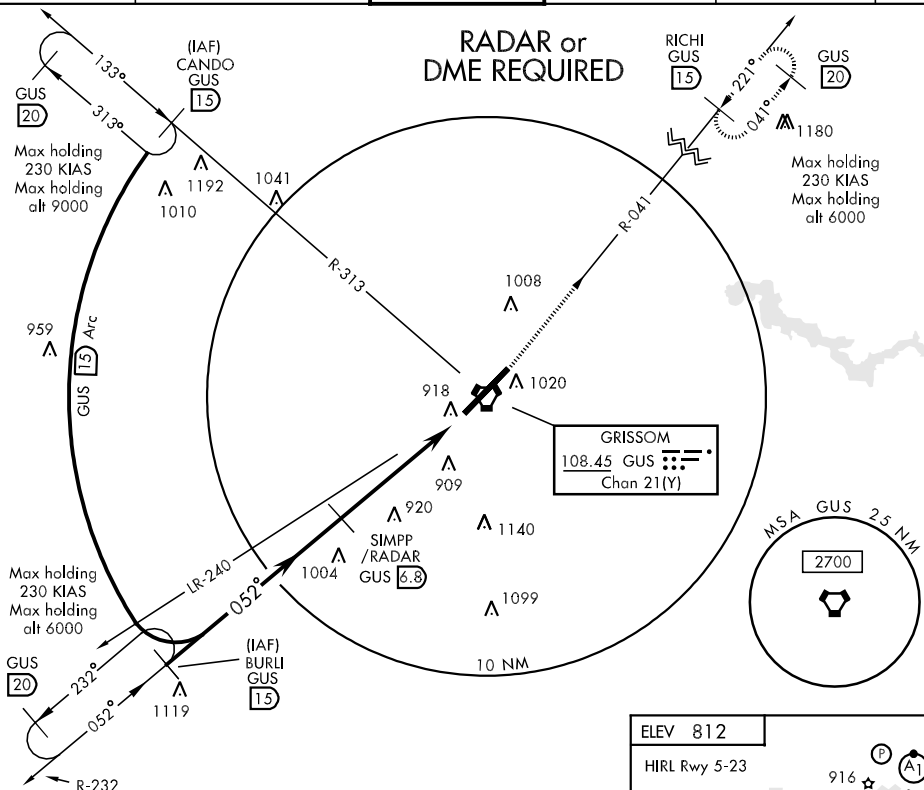 RADAR or
DME REQUIRED
133°
313°
(IAF)
CANDO
GUS
15
GUS
20
Max holding
230 KIAS
Max holding
alt 9000
1192
1010
1041
R-313
RICHI
GUS
15
221°
041°
GUS
20
1180
Max holding
230 KIAS
Max holding
alt 6000
R-041
1008
959
GUS 15 Arc
918
1020
GRISSOM
108.45 GUS
Chan 21(Y)
909
920
1140
SIMPP
/RADAR
GUS 6.8
1004
LR-240
052°
1099
10 NM
MSA GUS 25 NM
2700
Max holding
230 KIAS
Max holding
alt 6000
GUS
20
232°
052°
(IAF)
BURLI
GUS
15
1119
R-232
ELEV 812
HIRL Rwy 5-23
916
P
A1